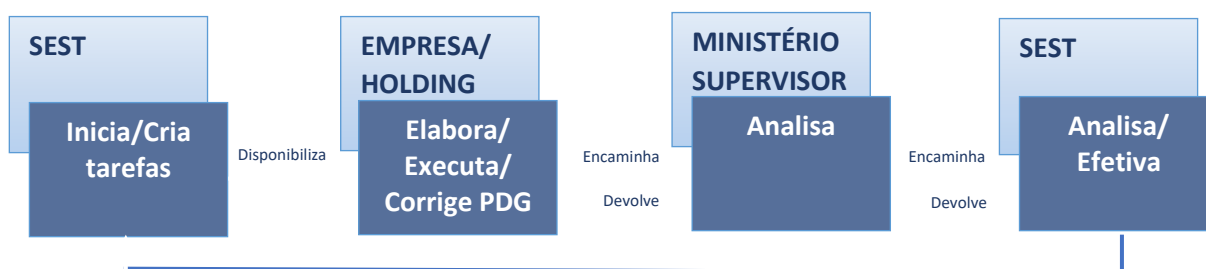 SEST
Inicia/Cria
tarefas
Disponibiliza
EMPRESA/
HOLDING
Elabora/
Executa/
Corrige PDG
Encaminha
Devolve
MINISTÉRIO
SUPERVISOR
Analisa
Encaminha
Devolve
SEST
Analisa/
Efetiva